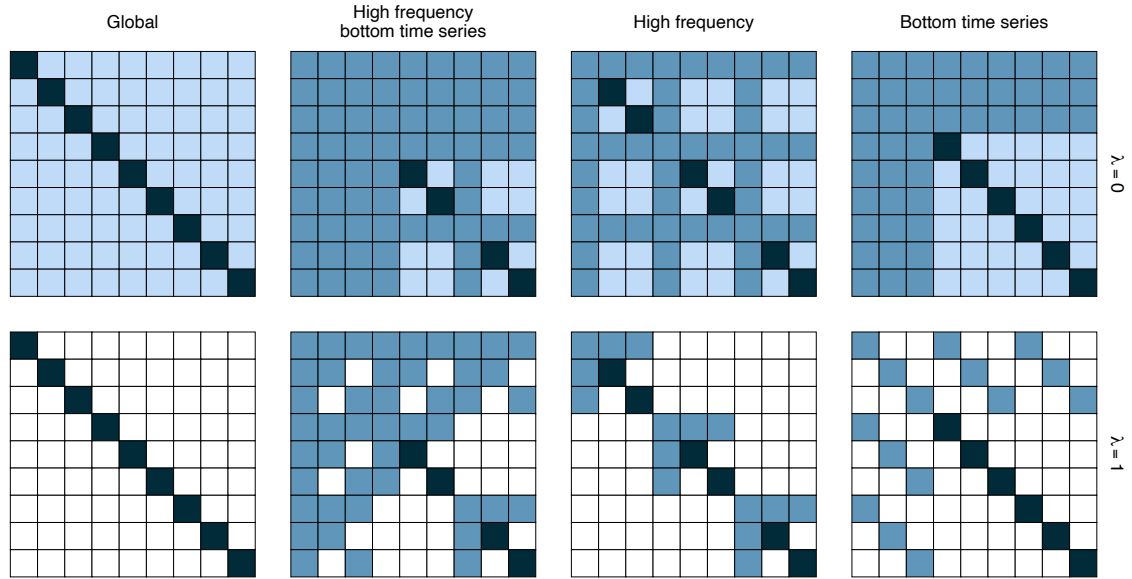 Global
High frequency
bottom time series
High frequency
Bottom time series
λ = 0
λ = 1